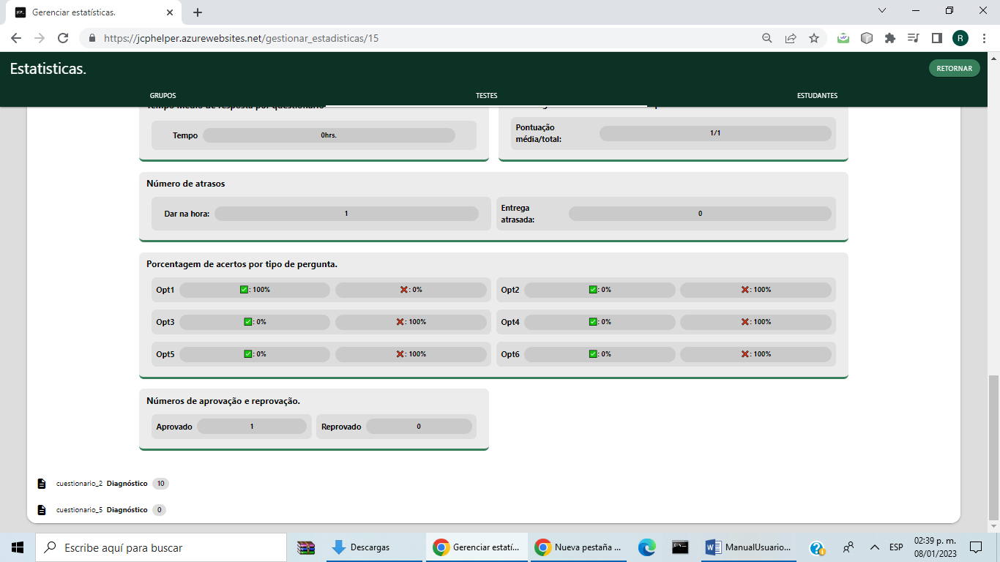 Gerenciar estatísticas.
https://jcphelper.azurewebsites.net/gestionar_estadisticas/15
R
Estatisticas.
RETORNAR
GRUPOS
TESTES
ESTUDANTES
Tempo médio de resposta por questionário
Tempo
0hrs.
Pontuação
média/total:
1/1
Número de atrasos
Dar na hora:
1
Entrega
atrasada:
0
Porcentagem de acertos por tipo de pergunta.
Opt1 : 100% : 0% Opt2 : 0% : 100%
Opt3 : 0% : 100% Opt4 : 0% : 100%
Opt5 : 0% : 100% Opt6 : 0% : 100%
Números de aprovação e reprovação.
Aprovado 1 Reprovado 0
cuestionario_2 Diagnóstico 10
cuestionario_5 Diagnóstico 0
Escribe aquí para buscar
Descargas
Gerenciar estatí...
Nueva pestaña ...
ManualUsuario...
ESP
02:39 p. m.
08/01/2023